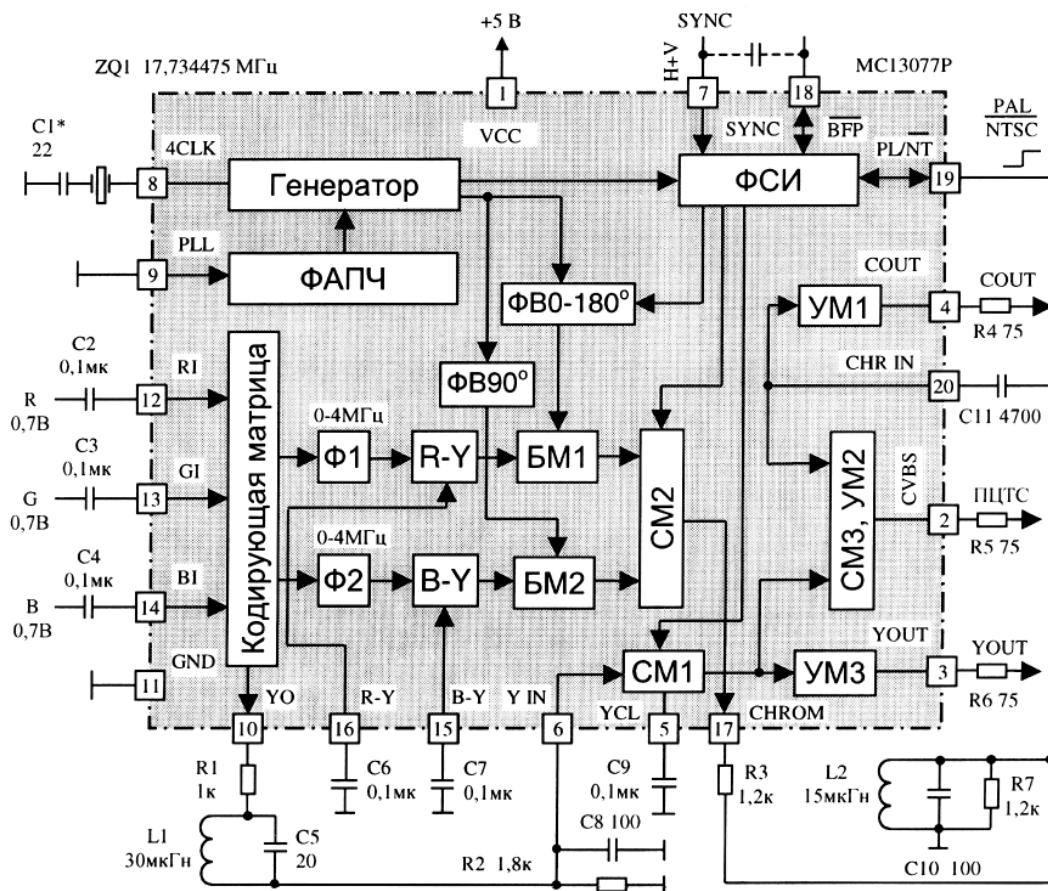 +5 В
SYNC
ZQ1 17,734475 МГц
H+V
MC13077P
1
7
18
C1*
22
VCC
SYNC
BFP
PAL
NTSC
4CLK
PL/NT
8
Генератор
ФСИ
19
PLL
9
ФАПЧ
COUT
COUT
ФВ0-180°
УМ1
4
R4 75
C2
0,1мк
RI
ФВ90°
CHR IN
20
R
0,7В
12
C11 4700
C3
0,1мк
Кодирующая матрица
0-4МГц
Ф1
R-Y
БМ1
СМ2
СМ3, УМ2
CVBS
GI
G
0,7В
13
ПЦТС
2
R5 75
C4
0,1мк
0-4МГц
BI
Ф2
B-Y
БМ2
B
0,7В
14
GND
11
СМ1
УМ3
YOUT
YOUT
3
R6 75
YO
R-Y
B-Y
Y IN
YCL
CHROM
10
16
15
6
5
17
R1
1к
C6
0,1мк
C7
0,1мк
C9
0,1мк
R3
1,2к
L2
15мкГн
R7
1,2к
L1
30мкГн
C5
20
C8 100
R2 1,8к
C10 100